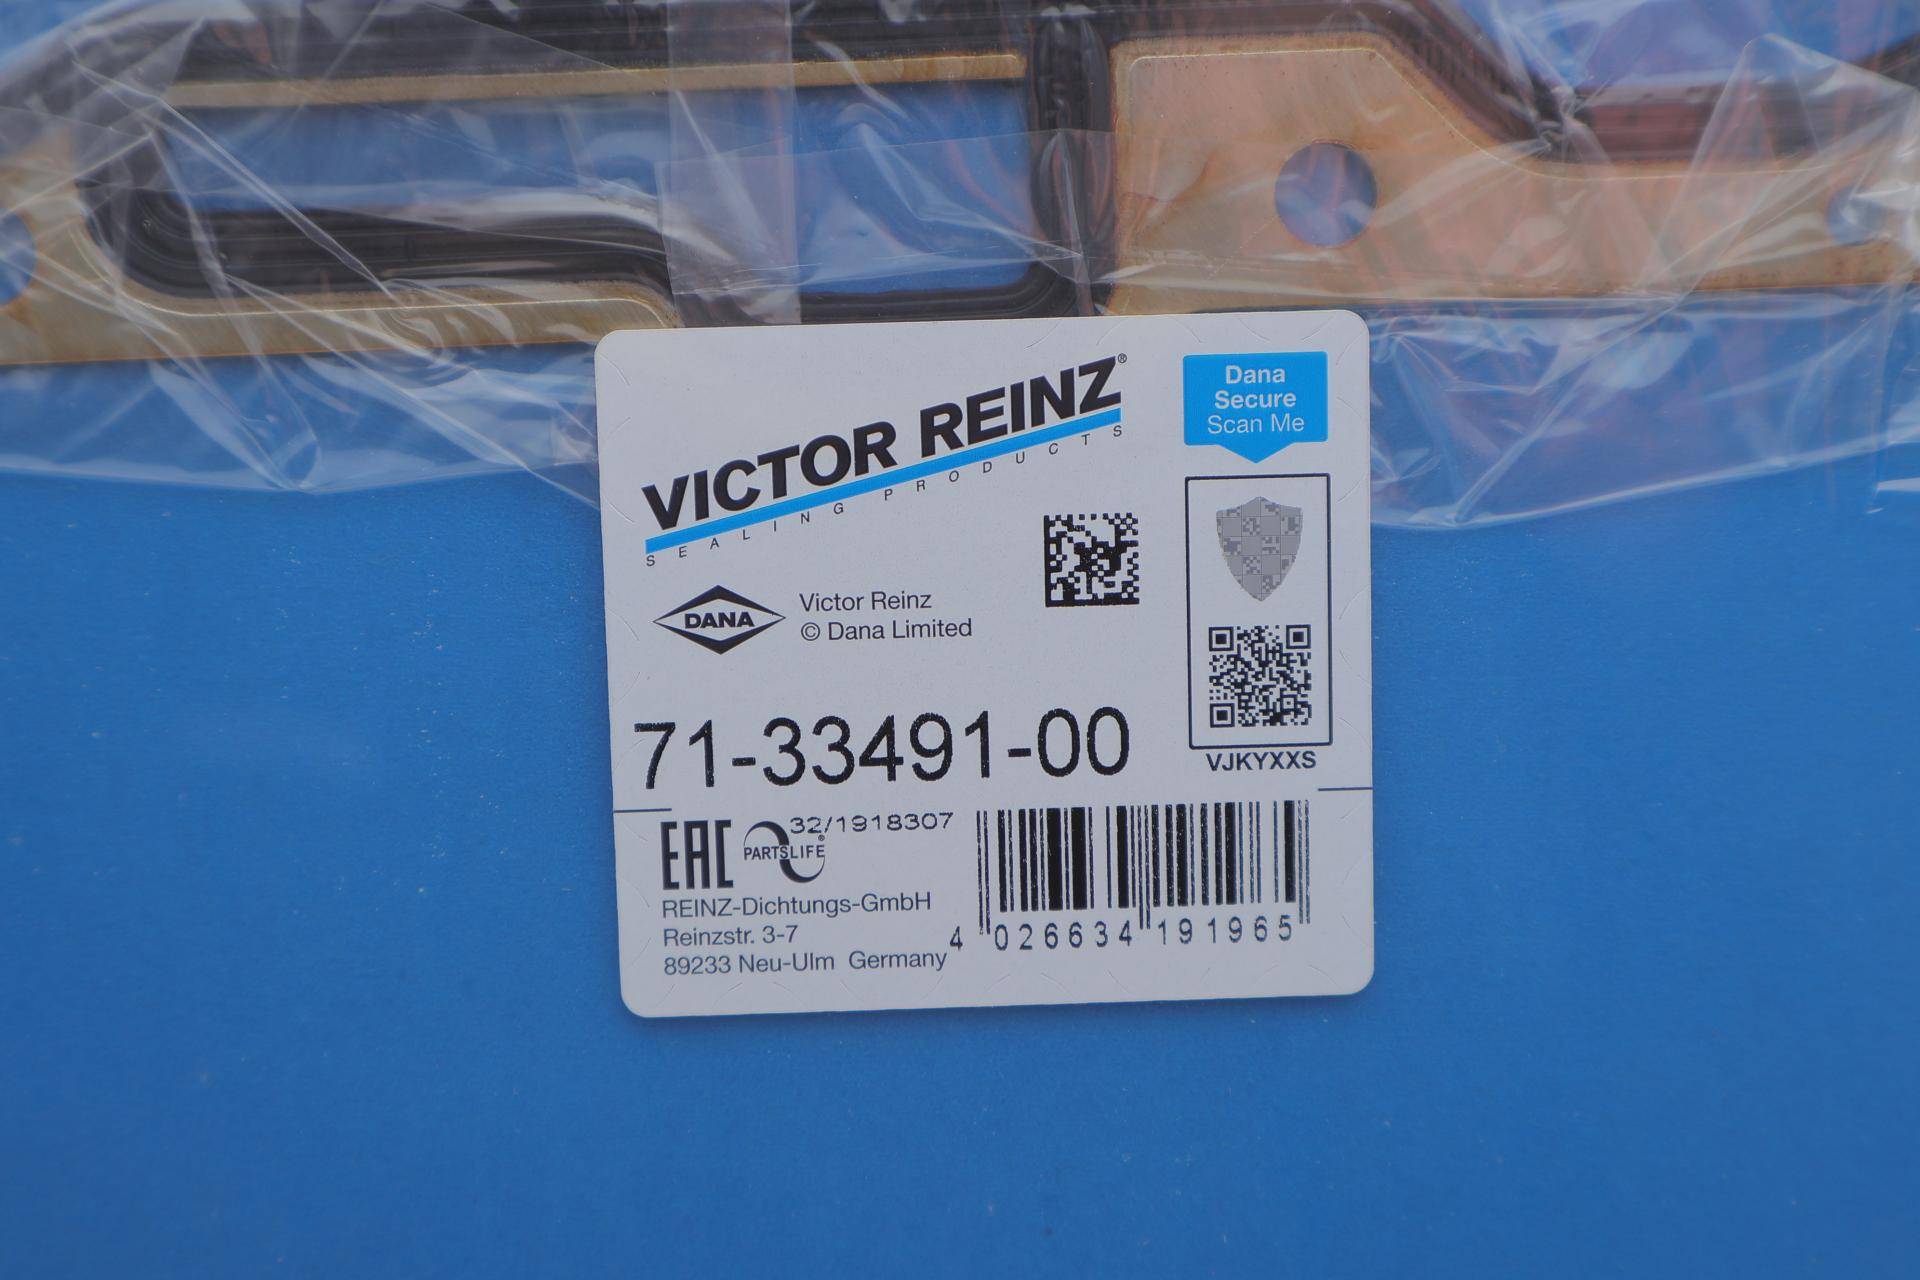 VICTOR REINZ®
SEALING PRODUCTS
Dana
Secure
Scan Me
DANA
Victor Reinz
© Dana Limited
71-33491-00
VJKYXXS
EAC
32/1918307
PARTSLIFE®
REINZ-Dichtungs-GmbH
Reinzstr. 3-7
89233 Neu-Ulm Germany
4 026634 191965